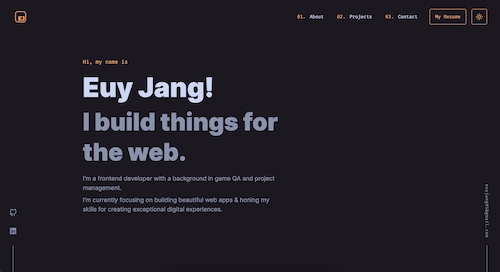 EJ
01. About
02. Projects
03. Contact
My Resume
Hi, my name is
Euy Jang!
I build things for
the web.
I'm a frontend developer with a background in game QA and project
management.
I'm currently focusing on building beautiful web apps & honing my
skills for creating exceptional digital experiences.